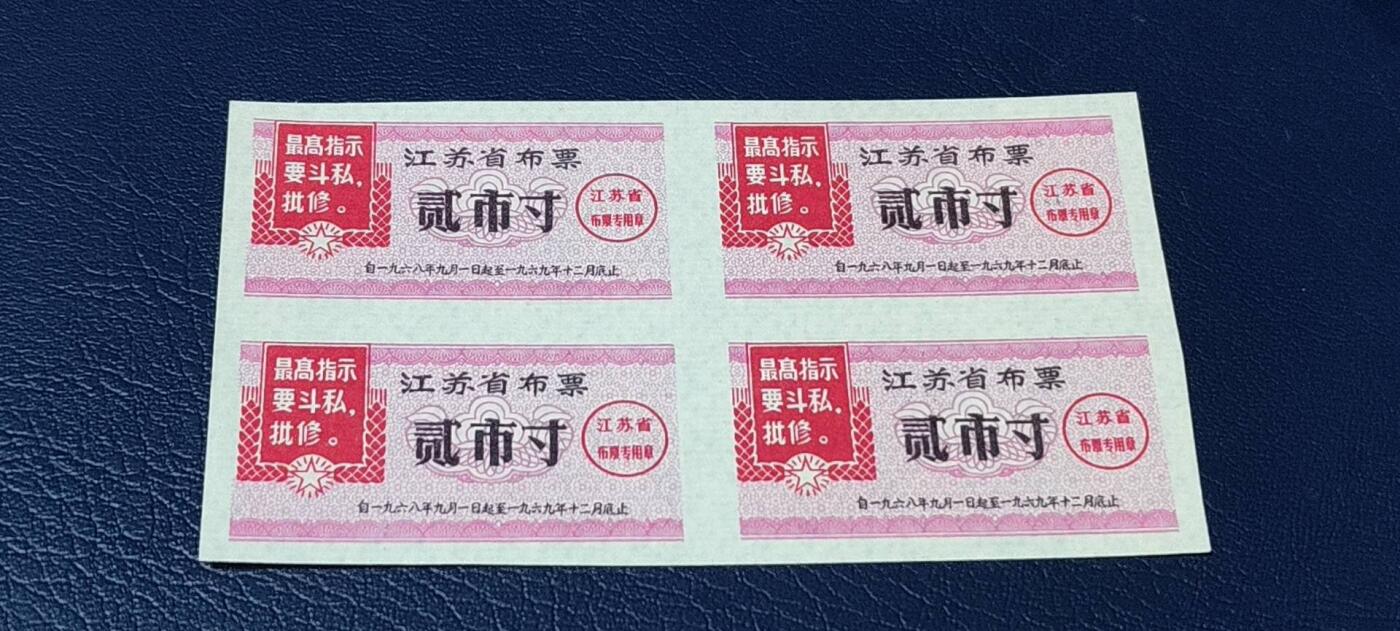 最高指示
要斗私，
批修。
江苏省布票
贰市寸
江苏省
布票专用章
自一九六八年九月一日起至一九六九年十二月底止
最高指示
要斗私，
批修。
江苏省布票
贰市寸
江苏省
布票专用章
自一九六八年九月一日起至一九六九年十二月底止
最高指示
要斗私，
批修。
江苏省布票
贰市寸
江苏省
布票专用章
自一九六八年九月一日起至一九六九年十二月底止
最高指示
要斗私，
批修。
江苏省布票
贰市寸
江苏省
布票专用章
自一九六八年九月一日起至一九六九年十二月底止